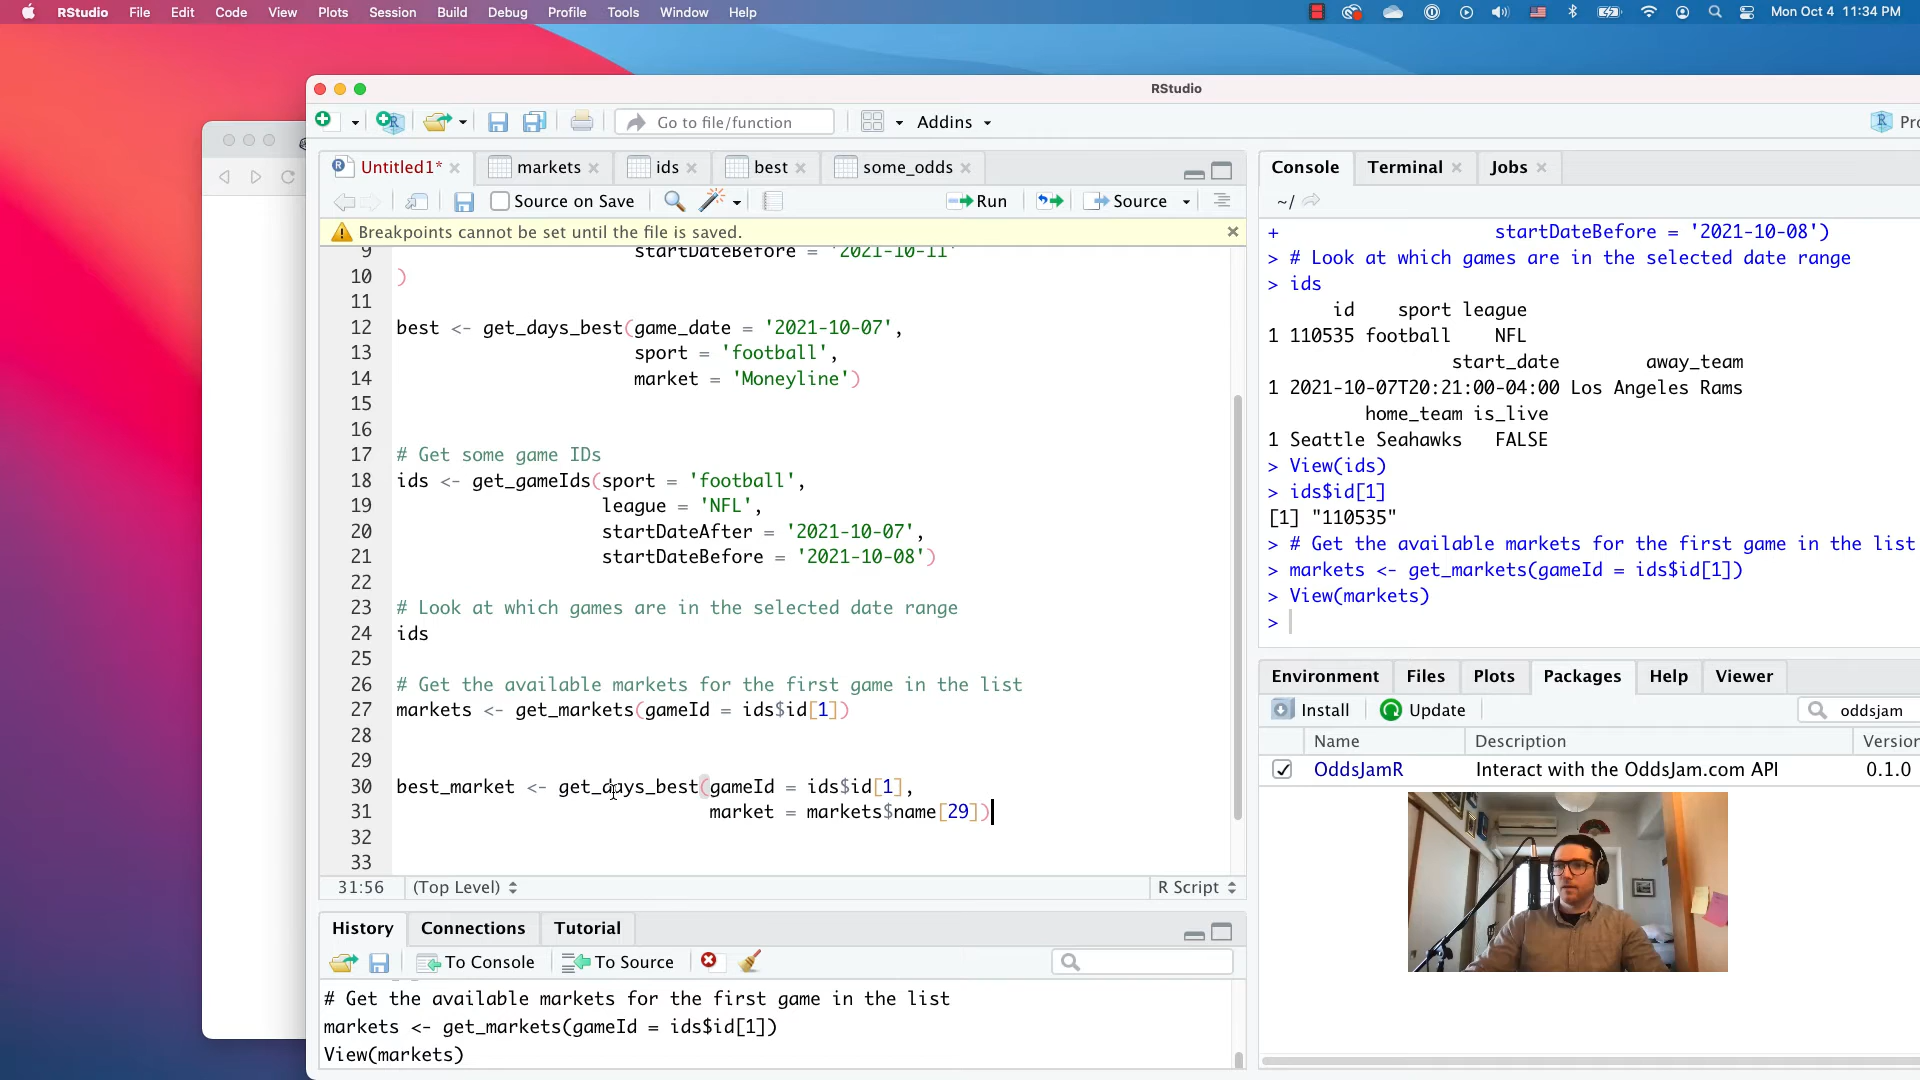 RStudio File Edit Code View Plots Session Build Debug Profile Tools Window Help Mon Oct 4 11:34 PM
RStudio
Go to file/function Addins
Untitled1* markets ids best some_odds
Source on Save Run Source
Breakpoints cannot be set until the file is saved.
9 startDateBefore = '2021-10-11'
10 )
11
12 best <- get_days_best(game_date = '2021-10-07',
13 sport = 'football',
14 market = 'Moneyline')
15
16
17 # Get some game IDs
18 ids <- get_gameIds(sport = 'football',
19 league = 'NFL',
20 startDateAfter = '2021-10-07',
21 startDateBefore = '2021-10-08')
22
23 # Look at which games are in the selected date range
24 ids
25
26 # Get the available markets for the first game in the list
27 markets <- get_markets(gameId = ids$id[1])
28
29
30 best_market <- get_days_best(gameId = ids$id[1],
31 market = markets$name[29])
32
33
31:56 (Top Level) R Script
History Connections Tutorial
To Console To Source
# Get the available markets for the first game in the list
markets <- get_markets(gameId = ids$id[1])
View(markets)
Console Terminal Jobs
~/
+ startDateBefore = '2021-10-08')
> # Look at which games are in the selected date range
> ids
id sport league
1 110535 football NFL
start_date away_team
1 2021-10-07T20:21:00-04:00 Los Angeles Rams
home_team is_live
1 Seattle Seahawks FALSE
> View(ids)
> ids$id[1]
[1] "110535"
> # Get the available markets for the first game in the list
> markets <- get_markets(gameId = ids$id[1])
> View(markets)
>
Environment Files Plots Packages Help Viewer
Install Update oddsjam
Name Description
OddsJamR Interact with the OddsJam.com API 0.1.0